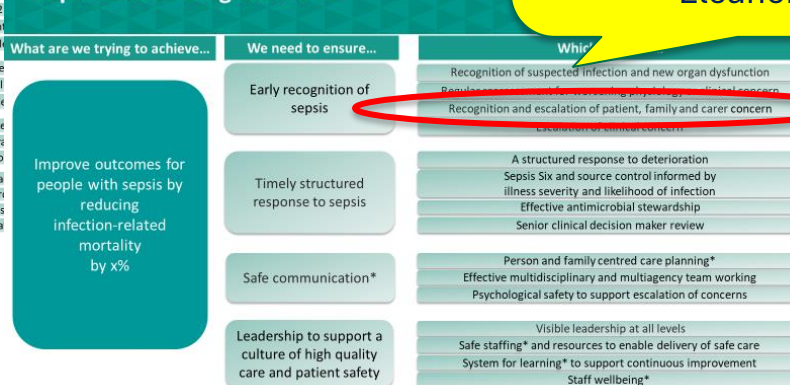 What are we trying to achieve...
We need to ensure...
Which
Improve outcomes for
people with sepsis by
reducing
infection-related
mortality
by x%
Early recognition of
sepsis
Recognition of suspected infection and new organ dysfunction
Recognition and escalation of patient, family and carer concern
Escalation of clinical concern
Timely structured
response to sepsis
A structured response to deterioration
Sepsis Six and source control informed by
illness severity and likelihood of infection
Effective antimicrobial stewardship
Senior clinical decision maker review
Safe communication*
Person and family centred care planning*
Effective multidisciplinary and multiagency team working
Psychological safety to support escalation of concerns
Leadership to support a
culture of high quality
care and patient safety
Visible leadership at all levels
Safe staffing* and resources to enable delivery of safe care
System for learning* to support continuous improvement
Staff wellbeing*